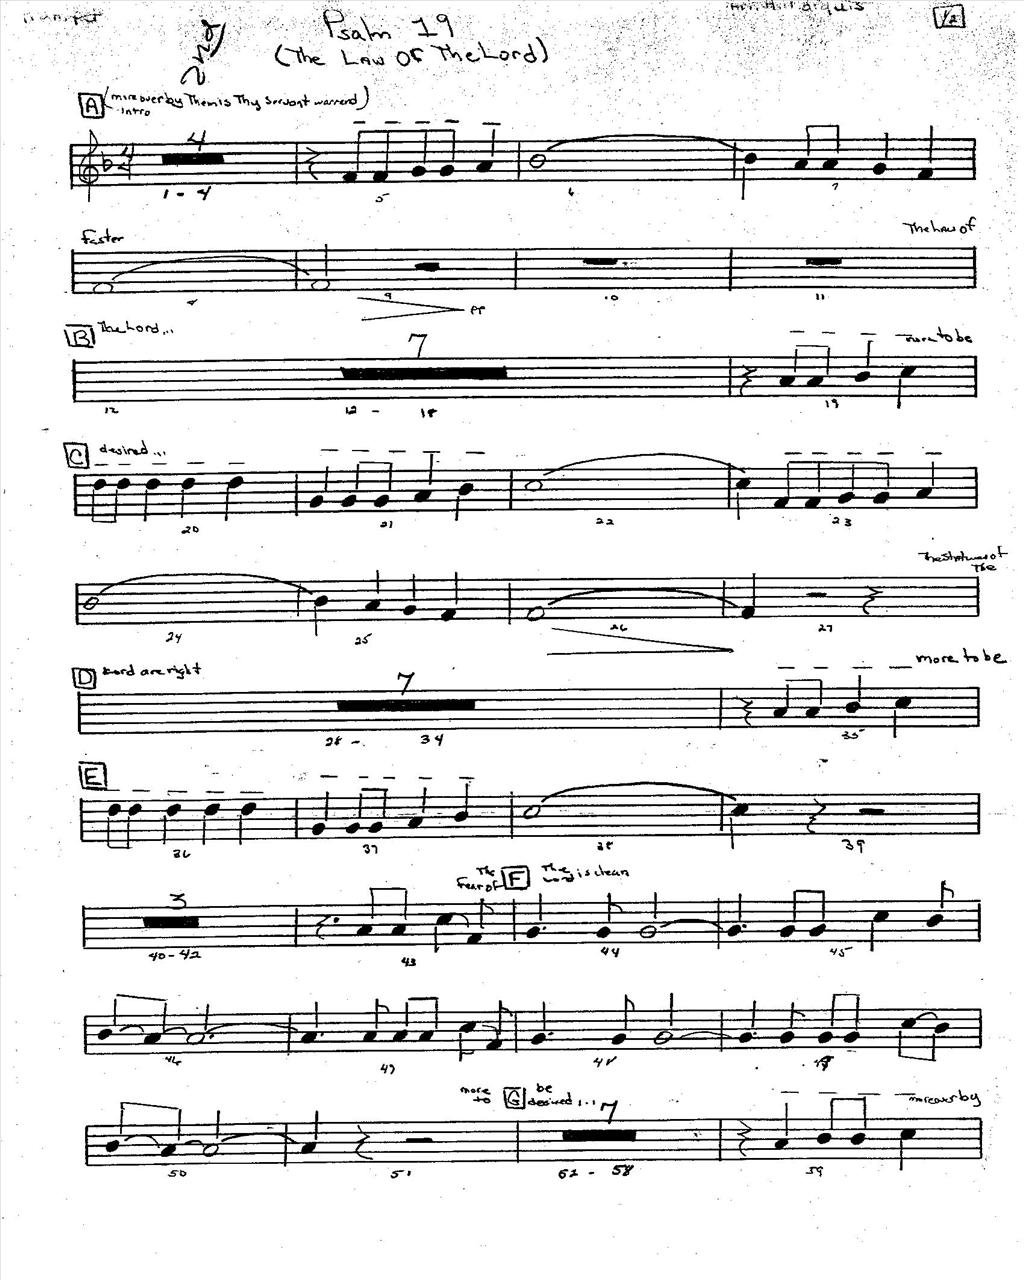 Trumpet
2nd
Psalm 19
(The Law Of The Lord)
Arr. H. Marquis
1/2
A (moreover by Them is Thy Servant warned)
intro
4
1 - 4
5
6
7
Faster
The Law of
8
9
PP
10
11
B The Lord...
7
more to be
12
12 - 18
19
C desired...
20
21
22
23
The Statutes of
The
24
25
26
27
D Lord are right
7
more to be
28 - 34
35
E
36
37
38
39
3
The
Fear of
F The
Lord is clean
40 - 42
43
44
45
46
47
48
49
more
to
G be
desired...
7
moreover by
50
51
52 - 58
59